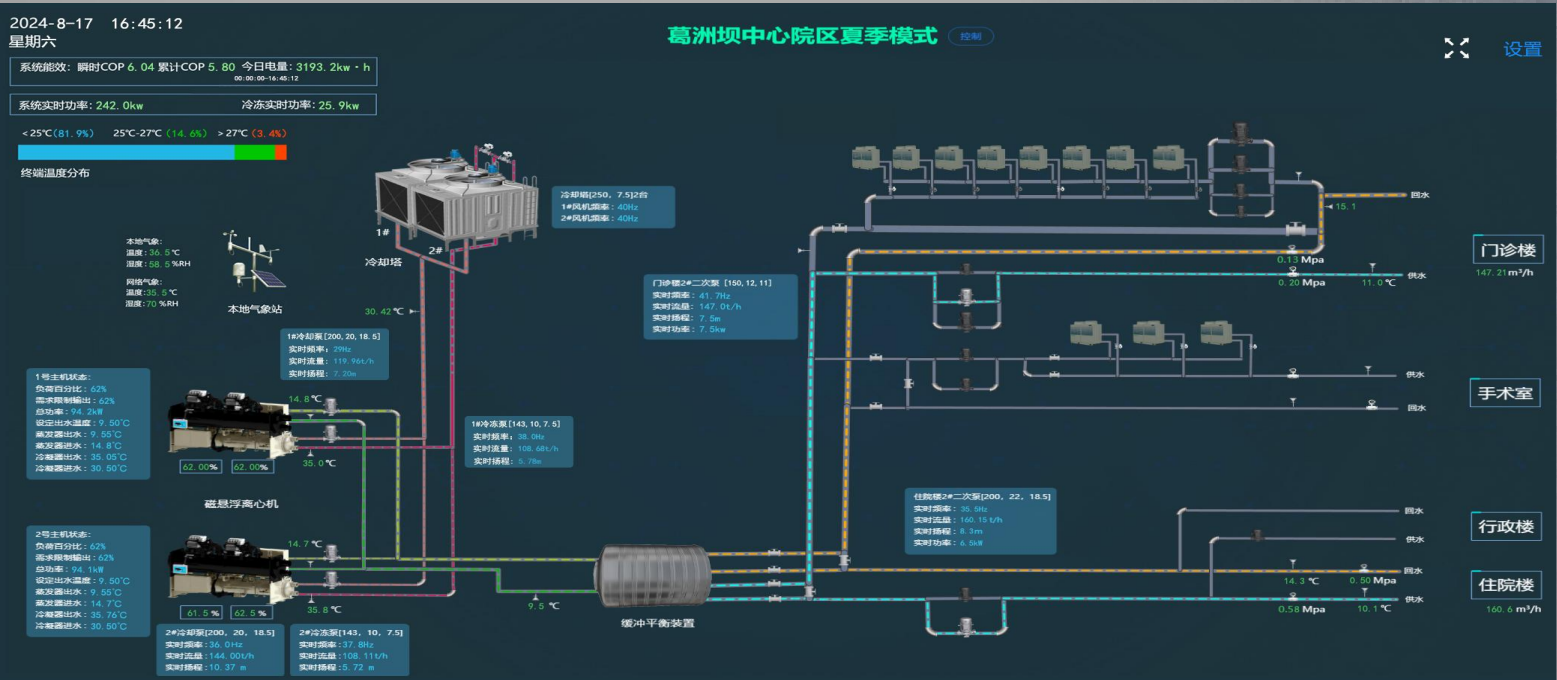 2024-8-17 16:45:12
星期六
葛洲坝中心院区夏季模式
控制
设置
系统能效: 瞬时COP 6.04 累计COP 5.80 今日电量: 3193.2kw·h
00:00:00-16:45:12
系统实时功率: 242.0kw 冷冻实时功率: 25.9kw
<25℃(81.9%) 25℃-27℃ (14.6%) >27℃ (3.4%)
终端温度分布
本地气象:
温度: 36.5 ℃
湿度: 58.5 %RH
网络气象:
温度: 35.5 ℃
湿度: 70 %RH
本地气象站
1#
2#
冷却塔
冷却塔[250, 7.5]2台
1#风机频率: 40Hz
2#风机频率: 40Hz
30.42 ℃
1#冷却泵[200, 20, 18.5]
实时频率: 29Hz
实时流量: 119.96t/h
实时扬程: 7.20m
1号主机状态:
负荷百分比: 62%
需求限制输出: 62%
总功率: 94.2kW
设定出水温度: 9.50℃
蒸发器出水: 9.55℃
蒸发器进水: 14.8℃
冷凝器出水: 35.05℃
冷凝器进水: 30.50℃
14.8 ℃
62.00% 62.00%
35.0 ℃
磁悬浮离心机
1#冷冻泵[143, 10, 7.5]
实时频率: 38.0Hz
实时流量: 108.68t/h
实时扬程: 5.78m
2号主机状态:
负荷百分比: 62%
需求限制输出: 62%
总功率: 94.1kW
设定出水温度: 9.50℃
蒸发器出水: 9.55℃
蒸发器进水: 14.7℃
冷凝器出水: 35.76℃
冷凝器进水: 30.50℃
14.7 ℃
61.5 % 62.5 %
35.8 ℃
2#冷却泵[200, 20, 18.5]
实时频率: 36.0Hz
实时流量: 144.00t/h
实时扬程: 10.37 m
2#冷冻泵[143, 10, 7.5]
实时频率: 37.8Hz
实时流量: 108.11t/h
实时扬程: 5.72 m
9.5 ℃
缓冲平衡装置
门诊楼2#二次泵 [150, 12, 11]
实时频率: 41.7Hz
实时流量: 147.0t/h
实时扬程: 7.5m
实时功率: 7.5kw
回水
15.1
0.13 Mpa
供水
0.20 Mpa 11.0 ℃
门诊楼
147.21 m³/h
供水
回水
手术室
住院楼2#二次泵[200, 22, 18.5]
实时频率: 35.5Hz
实时流量: 160.15 t/h
实时扬程: 8.3m
实时功率: 6.5kW
回水
供水
行政楼
回水
14.3 ℃ 0.50 Mpa
供水
0.58 Mpa 10.1 ℃
住院楼
160.6 m³/h